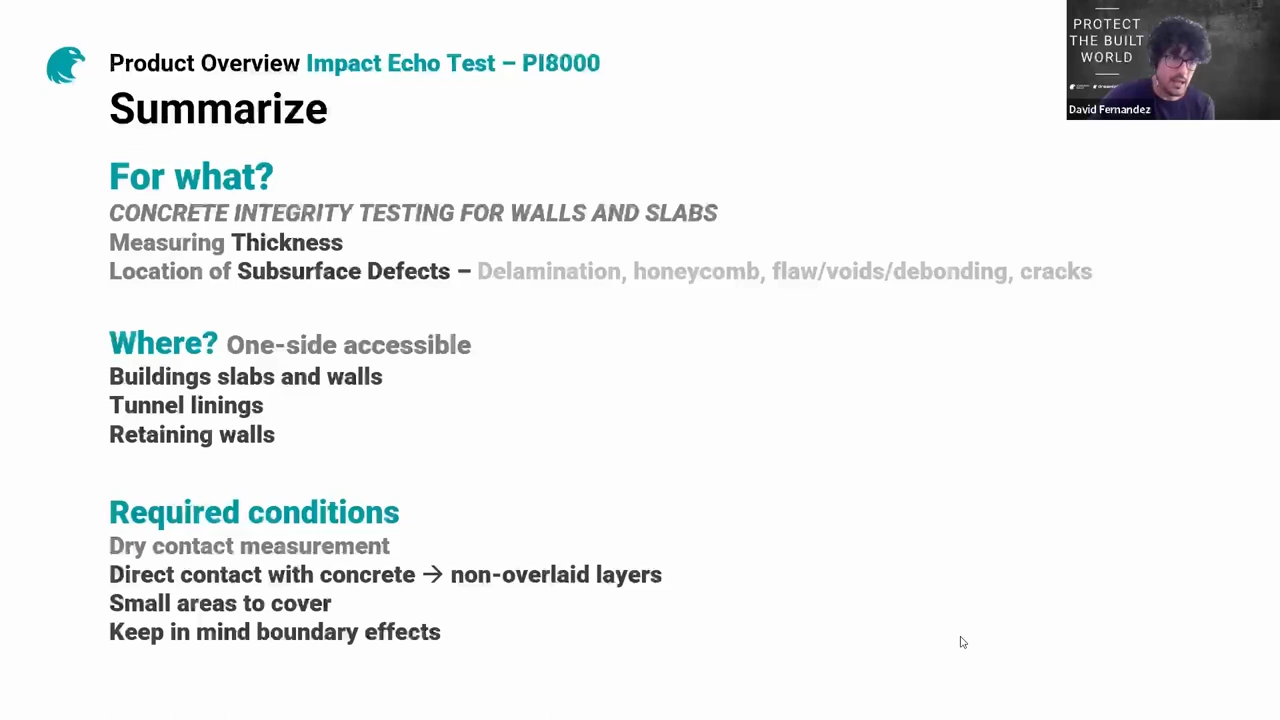 Product Overview Impact Echo Test – PI8000
Summarize
For what?
CONCRETE INTEGRITY TESTING FOR WALLS AND SLABS
Measuring Thickness
Location of Subsurface Defects – Delamination, honeycomb, flaw/voids/debonding, cracks
Where? One-side accessible
Buildings slabs and walls
Tunnel linings
Retaining walls
Required conditions
Dry contact measurement
Direct contact with concrete → non-overlaid layers
Small areas to cover
Keep in mind boundary effects
PROTECT
THE BUILT
WORLD
David Fernandez